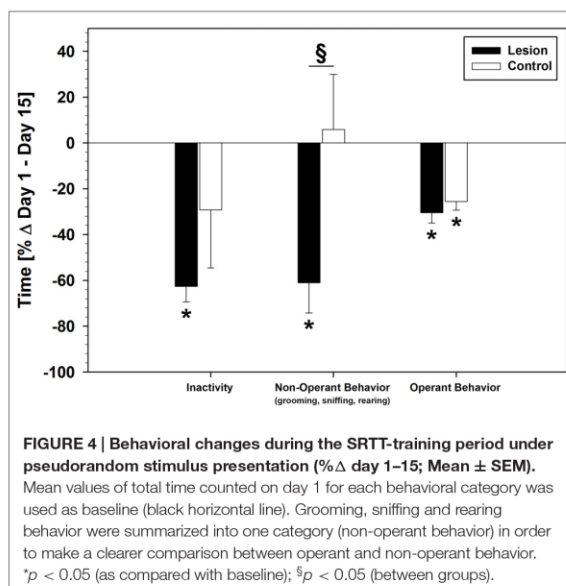 40
20
0
-20
-40
-60
-80
-100
Time [% Δ Day 1 - Day 15]
Lesion
Control
§
*
*
*
*
Inactivity
Non-Operant Behavior
(grooming, sniffing, rearing)
Operant Behavior
FIGURE 4 | Behavioral changes during the SRTT-training period under
pseudorandom stimulus presentation (%Δ day 1–15; Mean ± SEM).
Mean values of total time counted on day 1 for each behavioral category was
used as baseline (black horizontal line). Grooming, sniffing and rearing
behavior were summarized into one category (non-operant behavior) in order
to make a clearer comparison between operant and non-operant behavior.
*p < 0.05 (as compared with baseline); §p < 0.05 (between groups).